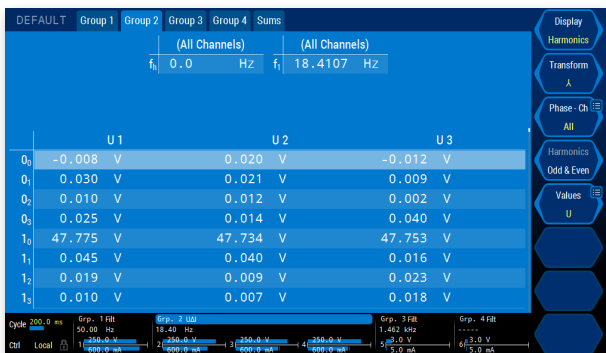 DEFAULT Group 1 Group 2 Group 3 Group 4 Sums
(All Channels) (All Channels)
fh 0.0 Hz f1 18.4107 Hz
U 1 U 2 U 3
0₀ -0.008 V 0.020 V -0.012 V
0₁ 0.030 V 0.021 V 0.009 V
0₂ 0.010 V 0.012 V 0.002 V
0₃ 0.025 V 0.014 V 0.040 V
1₀ 47.775 V 47.734 V 47.753 V
1₁ 0.045 V 0.040 V 0.016 V
1₂ 0.019 V 0.009 V 0.023 V
1₃ 0.010 V 0.007 V 0.018 V
Display
Harmonics
Transform
⅄
Phase - Ch
All
Harmonics
Odd & Even
Values
U
Cycle 200.0 ms Grp. 1 Filt Grp. 2 UΔI Grp. 3 Filt Grp. 4 Filt
50.00 Hz 18.40 Hz 1.462 kHz -----
Ctrl Local 1 250.0 V 2 250.0 V 3 250.0 V 4 250.0 V 5 3.0 V 6 3.0 V
600.0 mA 600.0 mA 600.0 mA 600.0 mA 5.0 mA 5.0 mA